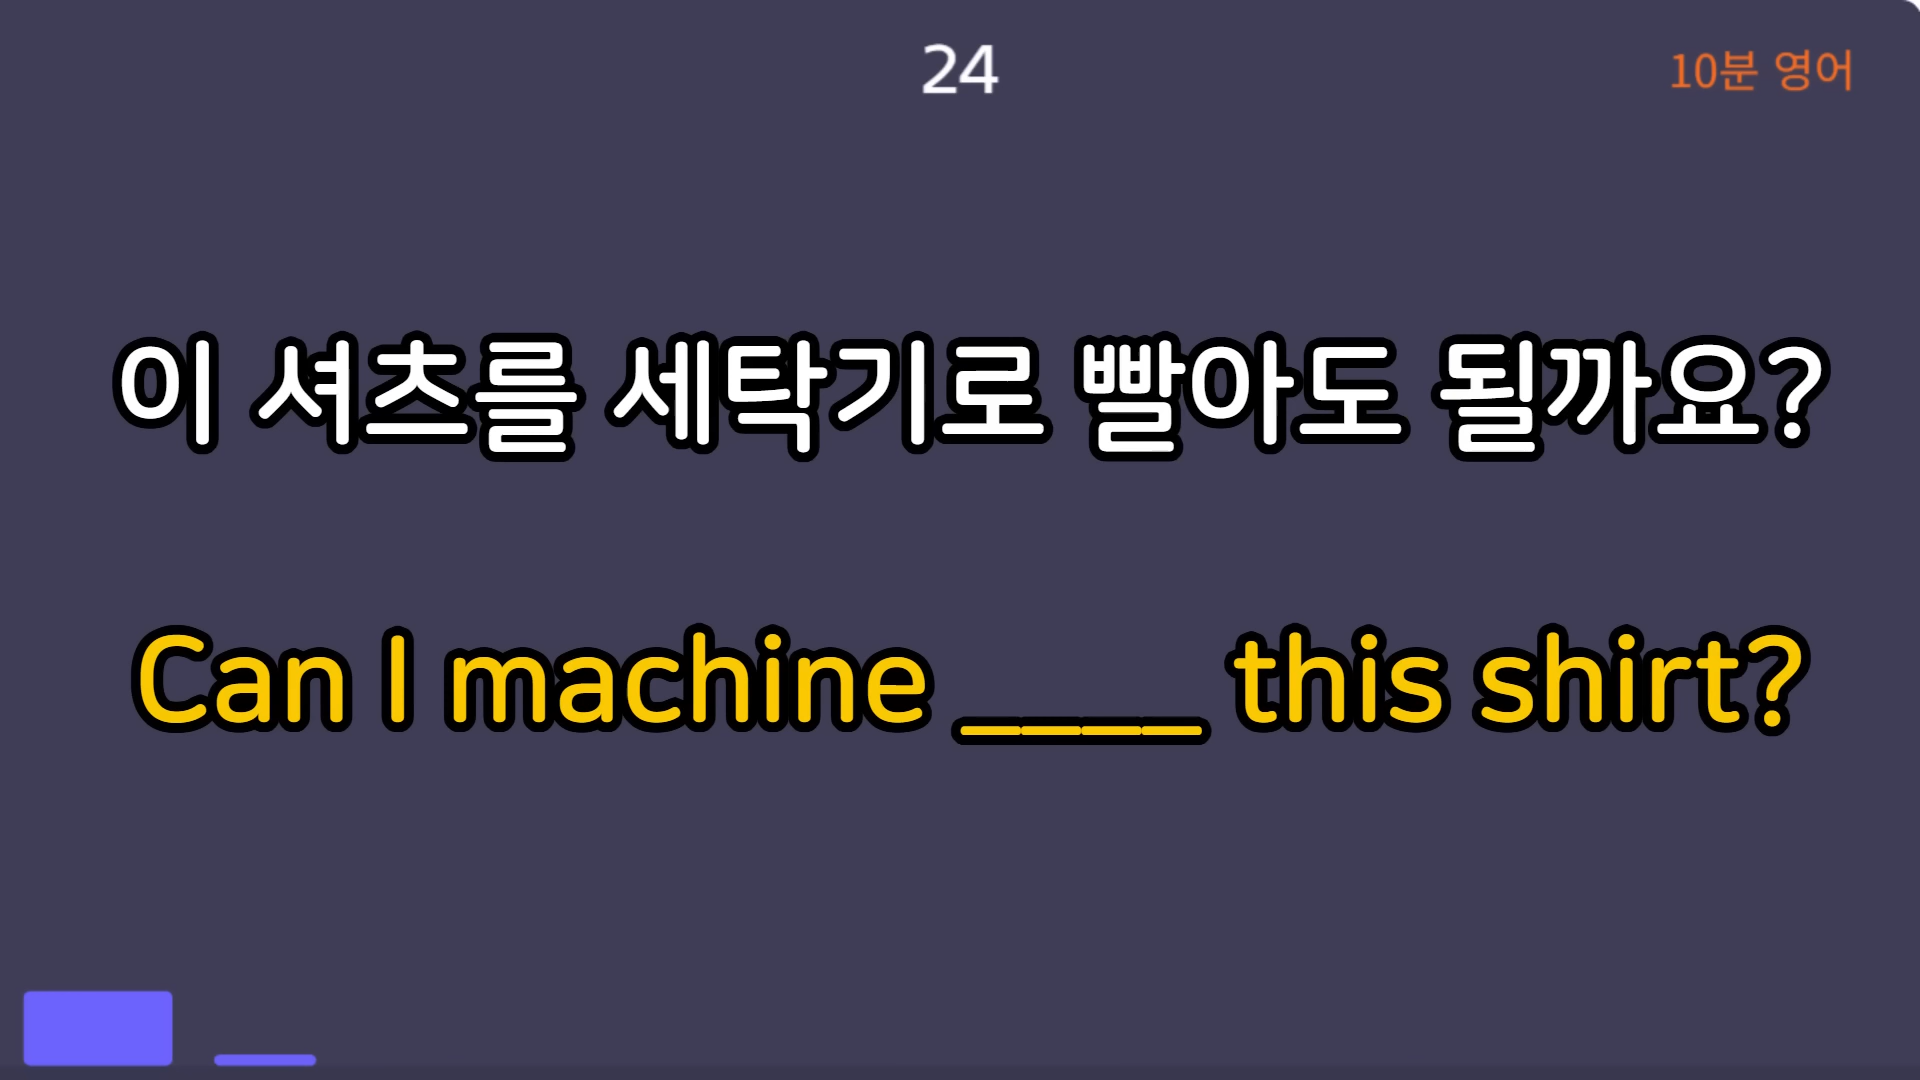 24
10분 영어
이 셔츠를 세탁기로 빨아도 될까요?
Can I machine ____ this shirt?